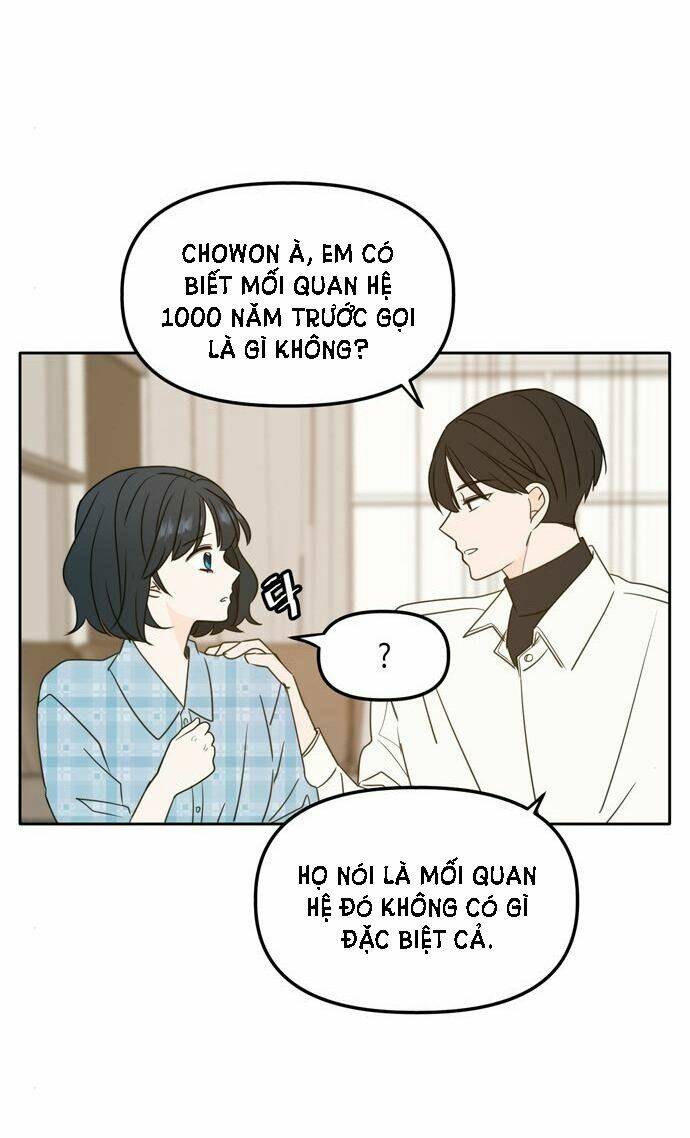 CHOWON À, EM CÓ
BIẾT MỐI QUAN HỆ
1000 NĂM TRƯỚC GỌI
LÀ GÌ KHÔNG?
탁
?
HỌ NÓI LÀ MỐI QUAN
HỆ ĐÓ KHÔNG CÓ GÌ
ĐẶC BIỆT CẢ.